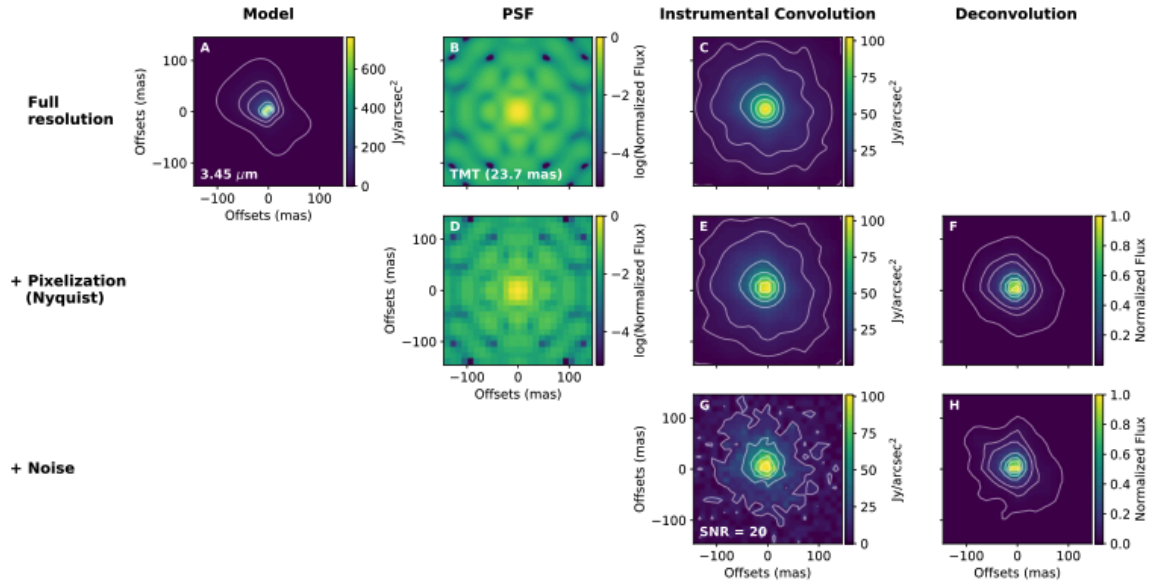 Model
PSF
Instrumental Convolution
Deconvolution
Full
resolution
A
100
0
−100
Offsets (mas)
3.45 μm
−100 0 100
Offsets (mas)
600
400
200
0
Jy/arcsec²
B
TMT (23.7 mas)
0
−2
−4
log(Normalized Flux)
C
100
75
50
25
Jy/arcsec²
+ Pixelization
(Nyquist)
D
100
0
−100
Offsets (mas)
−100 0 100
Offsets (mas)
0
−2
−4
log(Normalized Flux)
E
100
75
50
25
Jy/arcsec²
F
1.0
0.8
0.6
0.4
0.2
Normalized Flux
+ Noise
G
100
0
−100
Offsets (mas)
SNR = 20
−100 0 100
Offsets (mas)
100
75
50
25
0
Jy/arcsec²
H
−100 0 100
Offsets (mas)
1.0
0.8
0.6
0.4
0.2
0.0
Normalized Flux